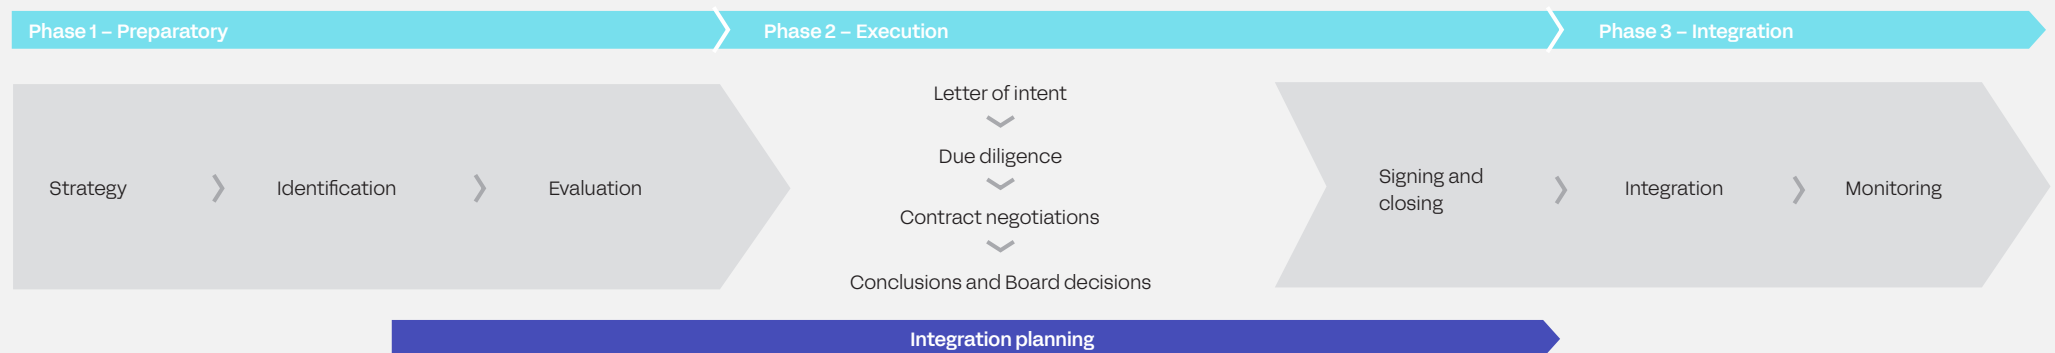 Phase 1 – Preparatory
Phase 2 – Execution
Phase 3 – Integration
Strategy
Identification
Evaluation
Letter of intent
Due diligence
Contract negotiations
Conclusions and Board decisions
Signing and
closing
Integration
Monitoring
Integration planning